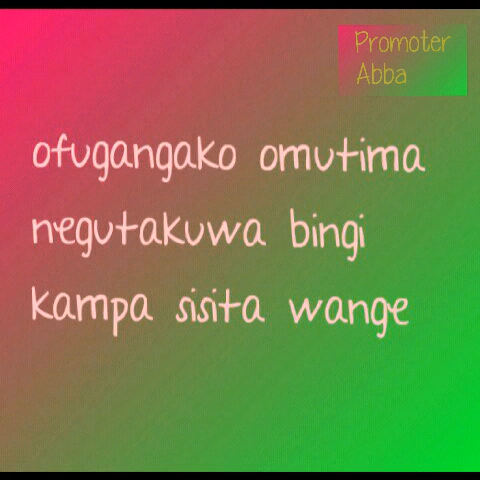 Promoter
Abba
ofugangako omutima
negutakuwa bingi
kampa sisita wange